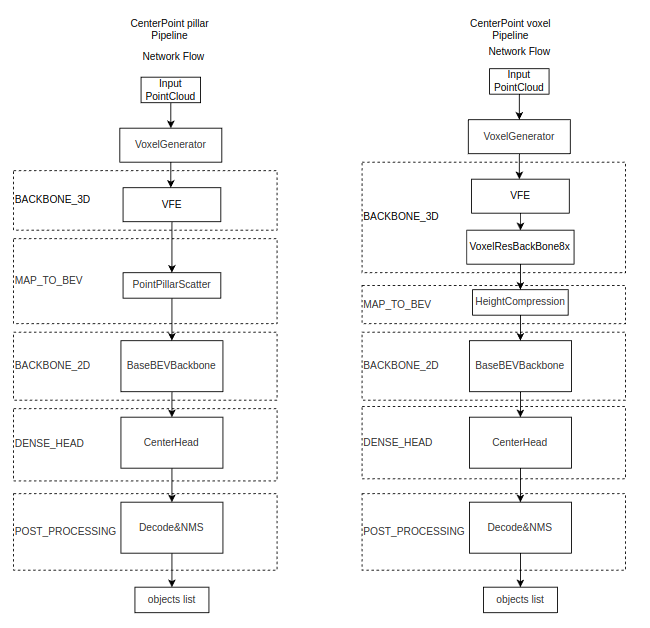 CenterPoint pillar
Pipeline
Network Flow
Input
PointCloud
VoxelGenerator
BACKBONE_3D
VFE
MAP_TO_BEV
PointPillarScatter
BACKBONE_2D
BaseBEVBackbone
DENSE_HEAD
CenterHead
POST_PROCESSING
Decode&NMS
objects list
CenterPoint voxel
Pipeline
Network Flow
Input
PointCloud
VoxelGenerator
BACKBONE_3D
VFE
VoxelResBackBone8x
MAP_TO_BEV
HeightCompression
BACKBONE_2D
BaseBEVBackbone
DENSE_HEAD
CenterHead
POST_PROCESSING
Decode&NMS
objects list